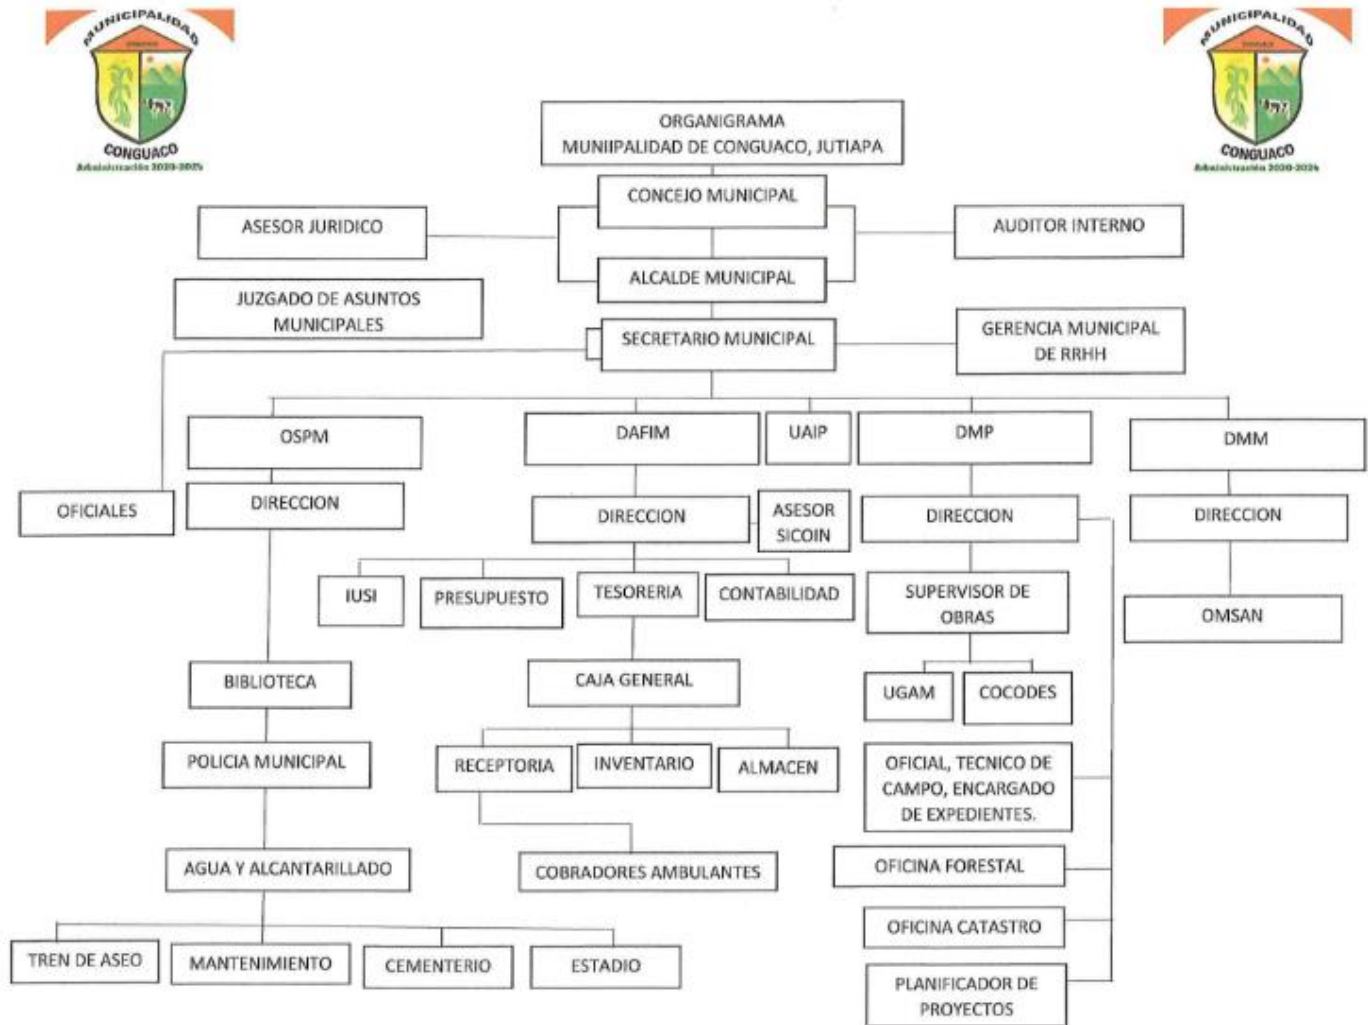 MUNICIPALIDAD
CONGUACO
MUNICIPALIDAD
CONGUACO
Administración 2020-2024
ORGANIGRAMA
MUNIIPALIDAD DE CONGUACO, JUTIAPA
CONCEJO MUNICIPAL
ASESOR JURIDICO
AUDITOR INTERNO
ALCALDE MUNICIPAL
JUZGADO DE ASUNTOS
MUNICIPALES
SECRETARIO MUNICIPAL
GERENCIA MUNICIPAL
DE RRHH
OSPM
DAFIM
UAIP
DMP
DMM
OFICIALES
DIRECCION
DIRECCION
ASESOR
SICOIN
DIRECCION
DIRECCION
IUSI
PRESUPUESTO
TESORERIA
CONTABILIDAD
SUPERVISOR DE
OBRAS
OMSAN
BIBLIOTECA
CAJA GENERAL
UGAM
COCODES
POLICIA MUNICIPAL
RECEPTORIA
INVENTARIO
ALMACEN
OFICIAL, TECNICO DE
CAMPO, ENCARGADO
DE EXPEDIENTES.
AGUA Y ALCANTARILLADO
COBRADORES AMBULANTES
OFICINA FORESTAL
OFICINA CATASTRO
TREN DE ASEO
MANTENIMIENTO
CEMENTERIO
ESTADIO
PLANIFICADOR DE
PROYECTOS